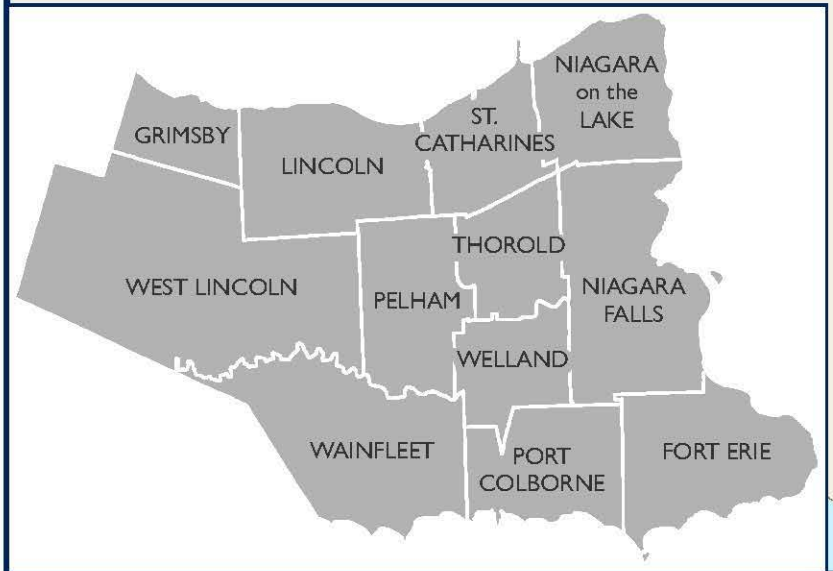 NIAGARA
on the
LAKE
GRIMSBY
ST.
CATHARINES
LINCOLN
THOROLD
WEST LINCOLN
PELHAM
NIAGARA
FALLS
WELLAND
WAINFLEET
PORT
COLBORNE
FORT ERIE